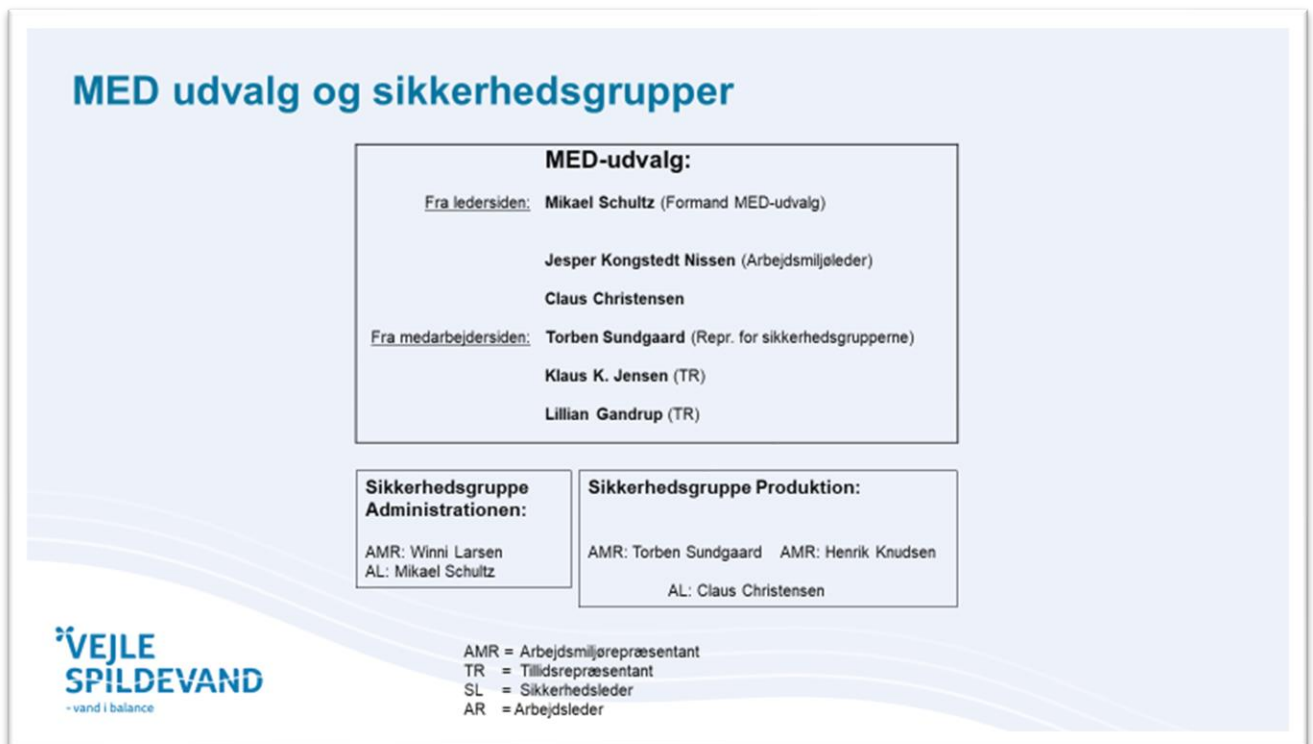 MED udvalg og sikkerhedsgrupper
MED-udvalg:
Fra ledersiden: Mikael Schultz (Formand MED-udvalg)
Jesper Kongstedt Nissen (Arbejdsmiljøleder)
Claus Christensen
Fra medarbejdersiden: Torben Sundgaard (Repr. for sikkerhedsgrupperne)
Klaus K. Jensen (TR)
Lillian Gandrup (TR)
Sikkerhedsgruppe
Administrationen:
AMR: Winni Larsen
AL: Mikael Schultz
Sikkerhedsgruppe Produktion:
AMR: Torben Sundgaard AMR: Henrik Knudsen
AL: Claus Christensen
VEJLE
SPILDEVAND
- vand i balance
AMR = Arbejdsmiljørepræsentant
TR = Tillidsrepræsentant
SL = Sikkerhedsleder
AR = Arbejdsleder